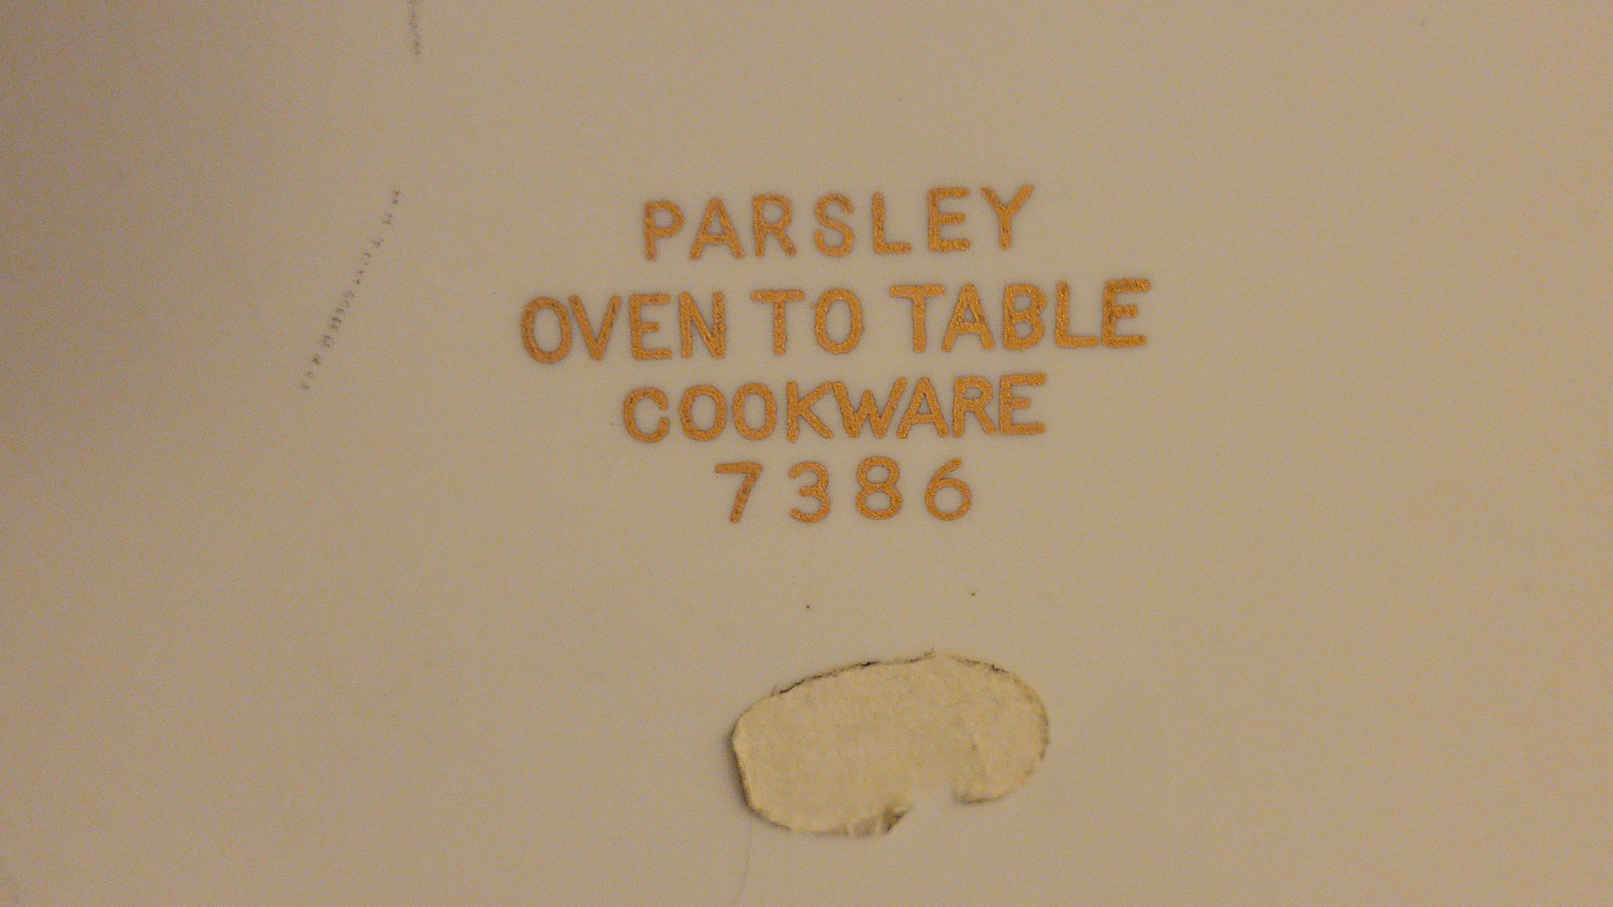 PARSLEY
OVEN TO TABLE
COOKWARE
7386